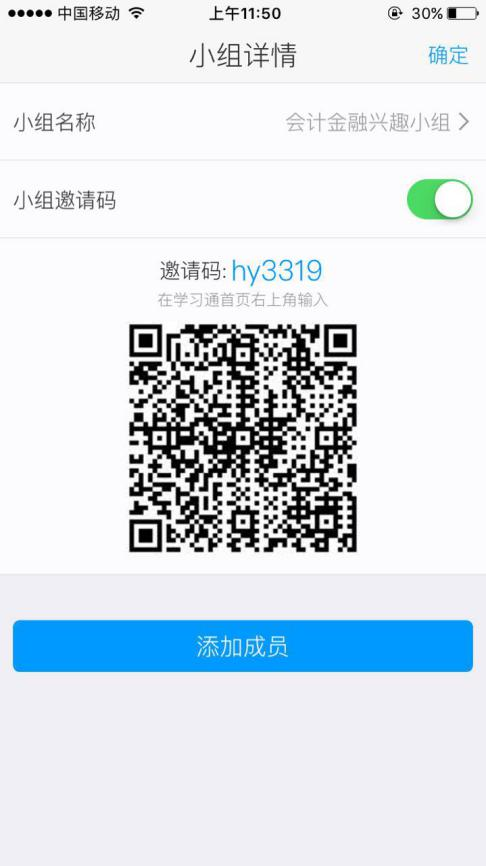 中国移动 上午11:50 30%
小组详情 确定
小组名称 会计金融兴趣小组
小组邀请码
邀请码: hy3319
在学习通首页右上角输入
添加成员